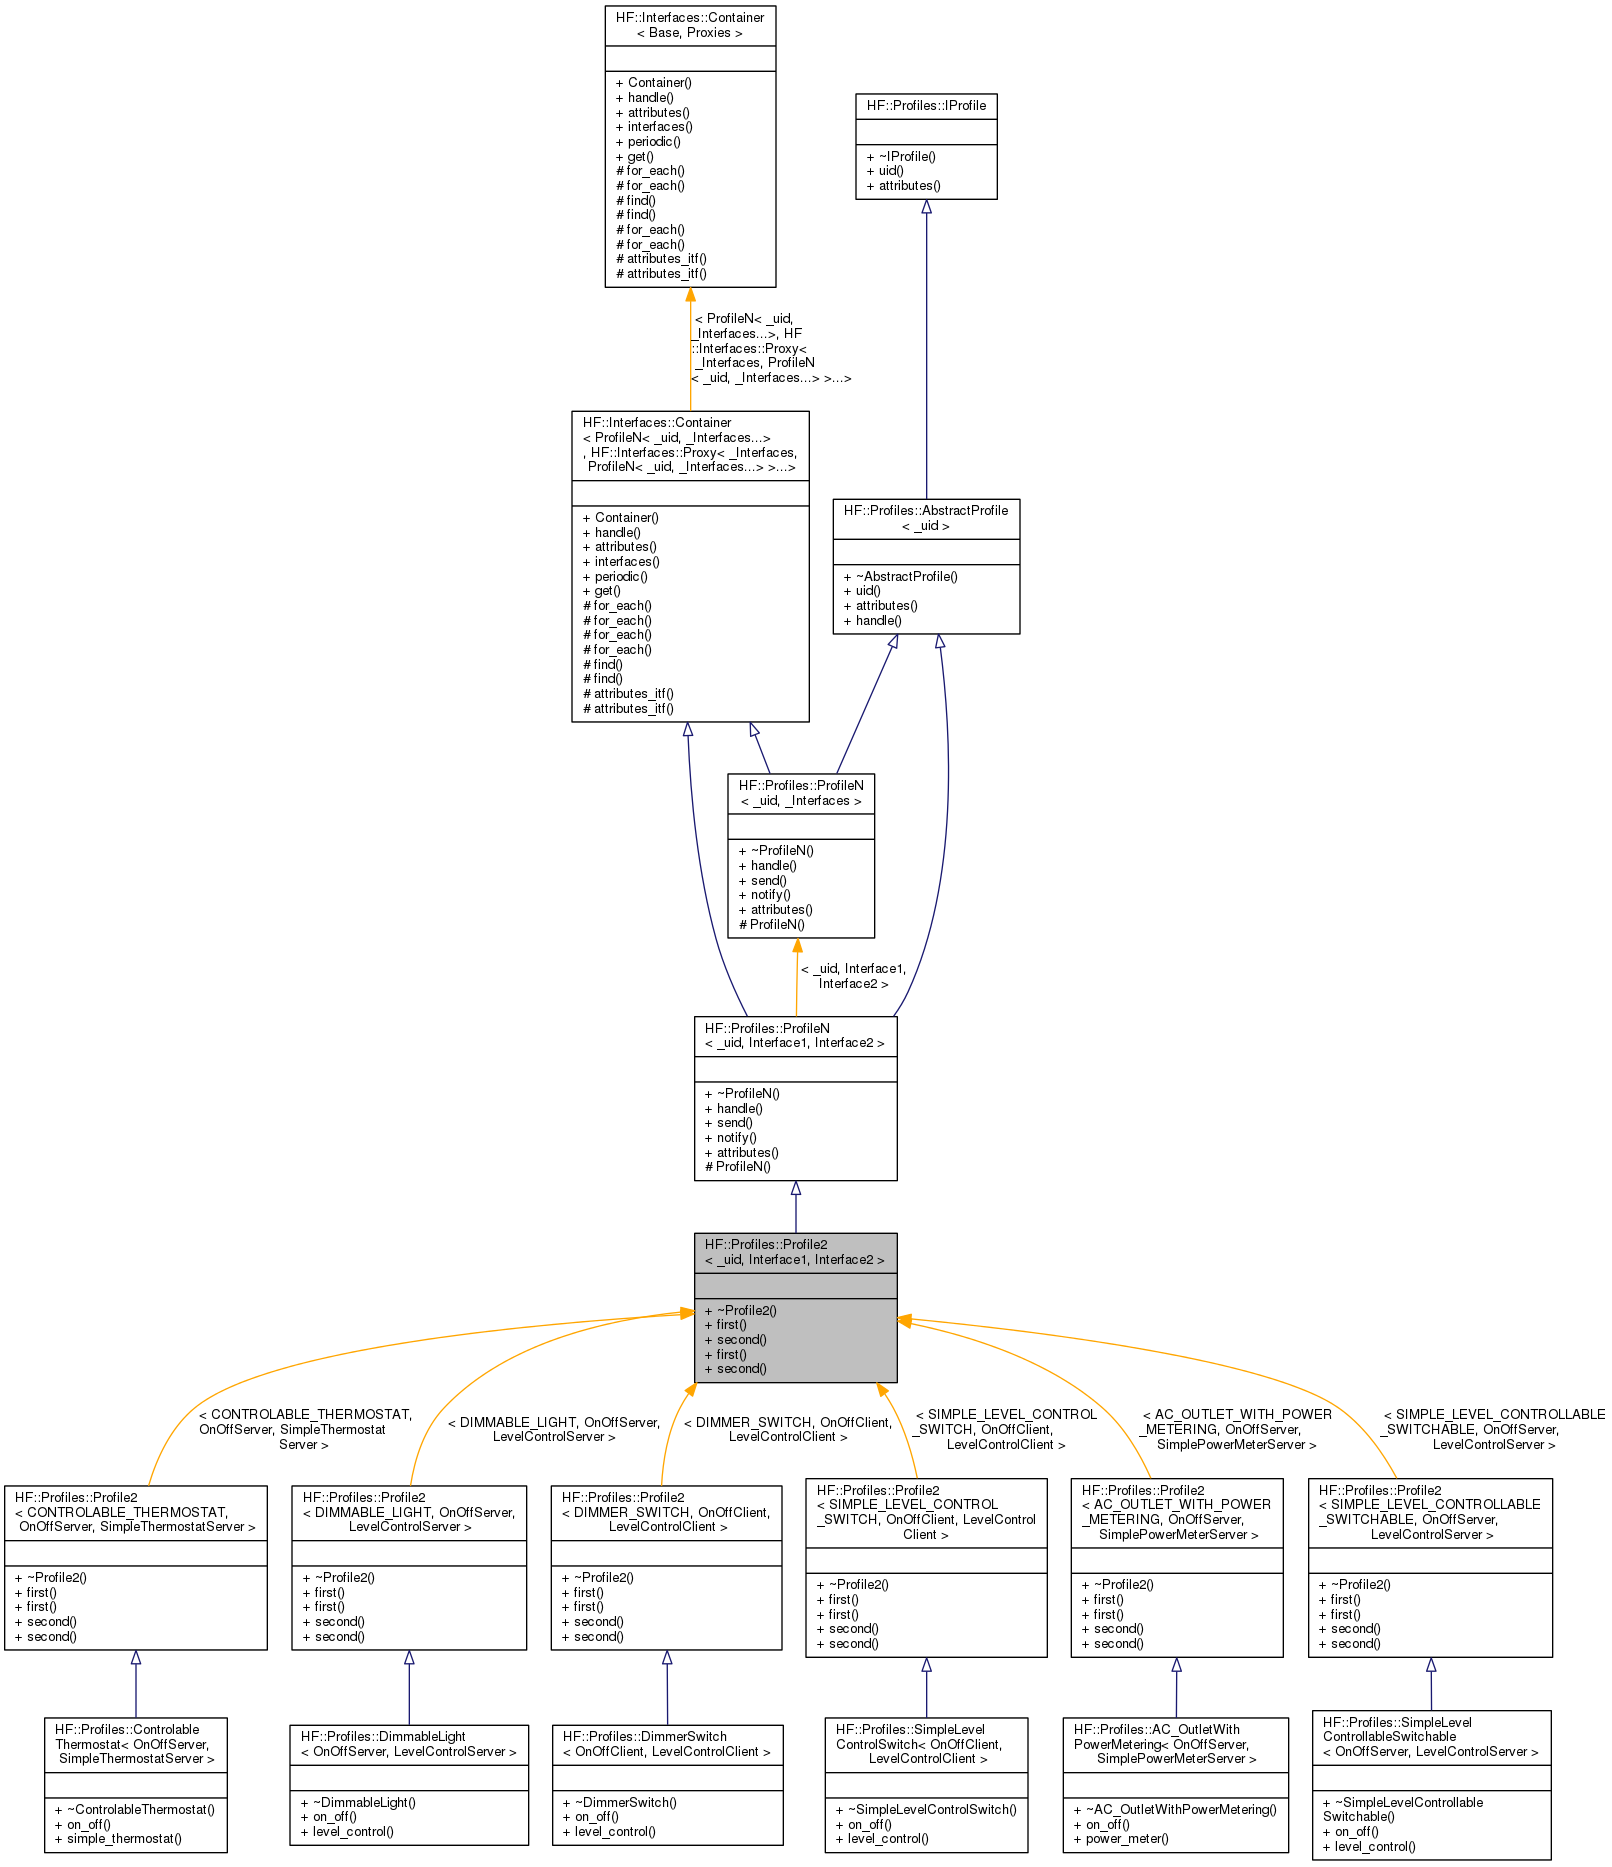 HF::Interfaces::Container
< Base, Proxies >
+ Container()
+ handle()
+ attributes()
+ interfaces()
+ periodic()
+ get()
# for_each()
# for_each()
# find()
# find()
# for_each()
# for_each()
# attributes_itf()
# attributes_itf()
HF::Profiles::IProfile
+ ~IProfile()
+ uid()
+ attributes()
< ProfileN< _uid,
_Interfaces...>, HF
::Interfaces::Proxy<
_Interfaces, ProfileN
< _uid, _Interfaces...> >...>
HF::Interfaces::Container
< ProfileN< _uid, _Interfaces...>
, HF::Interfaces::Proxy< _Interfaces,
ProfileN< _uid, _Interfaces...> >...>
+ Container()
+ handle()
+ attributes()
+ interfaces()
+ periodic()
+ get()
# for_each()
# for_each()
# for_each()
# for_each()
# find()
# find()
# attributes_itf()
# attributes_itf()
HF::Profiles::AbstractProfile
< _uid >
+ ~AbstractProfile()
+ uid()
+ attributes()
+ handle()
HF::Profiles::ProfileN
< _uid, _Interfaces >
+ ~ProfileN()
+ handle()
+ send()
+ notify()
+ attributes()
# ProfileN()
< _uid, Interface1,
Interface2 >
HF::Profiles::ProfileN
< _uid, Interface1, Interface2 >
+ ~ProfileN()
+ handle()
+ send()
+ notify()
+ attributes()
# ProfileN()
HF::Profiles::Profile2
< _uid, Interface1, Interface2 >
+ ~Profile2()
+ first()
+ second()
+ first()
+ second()
< CONTROLABLE_THERMOSTAT,
OnOffServer, SimpleThermostat
Server >
< DIMMABLE_LIGHT, OnOffServer,
LevelControlServer >
< DIMMER_SWITCH, OnOffClient,
LevelControlClient >
< SIMPLE_LEVEL_CONTROL
_SWITCH, OnOffClient,
LevelControlClient >
< AC_OUTLET_WITH_POWER
_METERING, OnOffServer,
SimplePowerMeterServer >
< SIMPLE_LEVEL_CONTROLLABLE
_SWITCHABLE, OnOffServer,
LevelControlServer >
HF::Profiles::Profile2
< CONTROLABLE_THERMOSTAT,
OnOffServer, SimpleThermostatServer >
+ ~Profile2()
+ first()
+ first()
+ second()
+ second()
HF::Profiles::Profile2
< DIMMABLE_LIGHT, OnOffServer,
LevelControlServer >
+ ~Profile2()
+ first()
+ first()
+ second()
+ second()
HF::Profiles::Profile2
< DIMMER_SWITCH, OnOffClient,
LevelControlClient >
+ ~Profile2()
+ first()
+ first()
+ second()
+ second()
HF::Profiles::Profile2
< SIMPLE_LEVEL_CONTROL
_SWITCH, OnOffClient, LevelControl
Client >
+ ~Profile2()
+ first()
+ first()
+ second()
+ second()
HF::Profiles::Profile2
< AC_OUTLET_WITH_POWER
_METERING, OnOffServer,
SimplePowerMeterServer >
+ ~Profile2()
+ first()
+ first()
+ second()
+ second()
HF::Profiles::Profile2
< SIMPLE_LEVEL_CONTROLLABLE
_SWITCHABLE, OnOffServer,
LevelControlServer >
+ ~Profile2()
+ first()
+ first()
+ second()
+ second()
HF::Profiles::Controlable
Thermostat< OnOffServer,
SimpleThermostatServer >
+ ~ControlableThermostat()
+ on_off()
+ simple_thermostat()
HF::Profiles::DimmableLight
< OnOffServer, LevelControlServer >
+ ~DimmableLight()
+ on_off()
+ level_control()
HF::Profiles::DimmerSwitch
< OnOffClient, LevelControlClient >
+ ~DimmerSwitch()
+ on_off()
+ level_control()
HF::Profiles::SimpleLevel
ControlSwitch< OnOffClient,
LevelControlClient >
+ ~SimpleLevelControlSwitch()
+ on_off()
+ level_control()
HF::Profiles::AC_OutletWith
PowerMetering< OnOffServer,
SimplePowerMeterServer >
+ ~AC_OutletWithPowerMetering()
+ on_off()
+ power_meter()
HF::Profiles::SimpleLevel
ControllableSwitchable
< OnOffServer, LevelControlServer >
+ ~SimpleLevelControllable
Switchable()
+ on_off()
+ level_control()